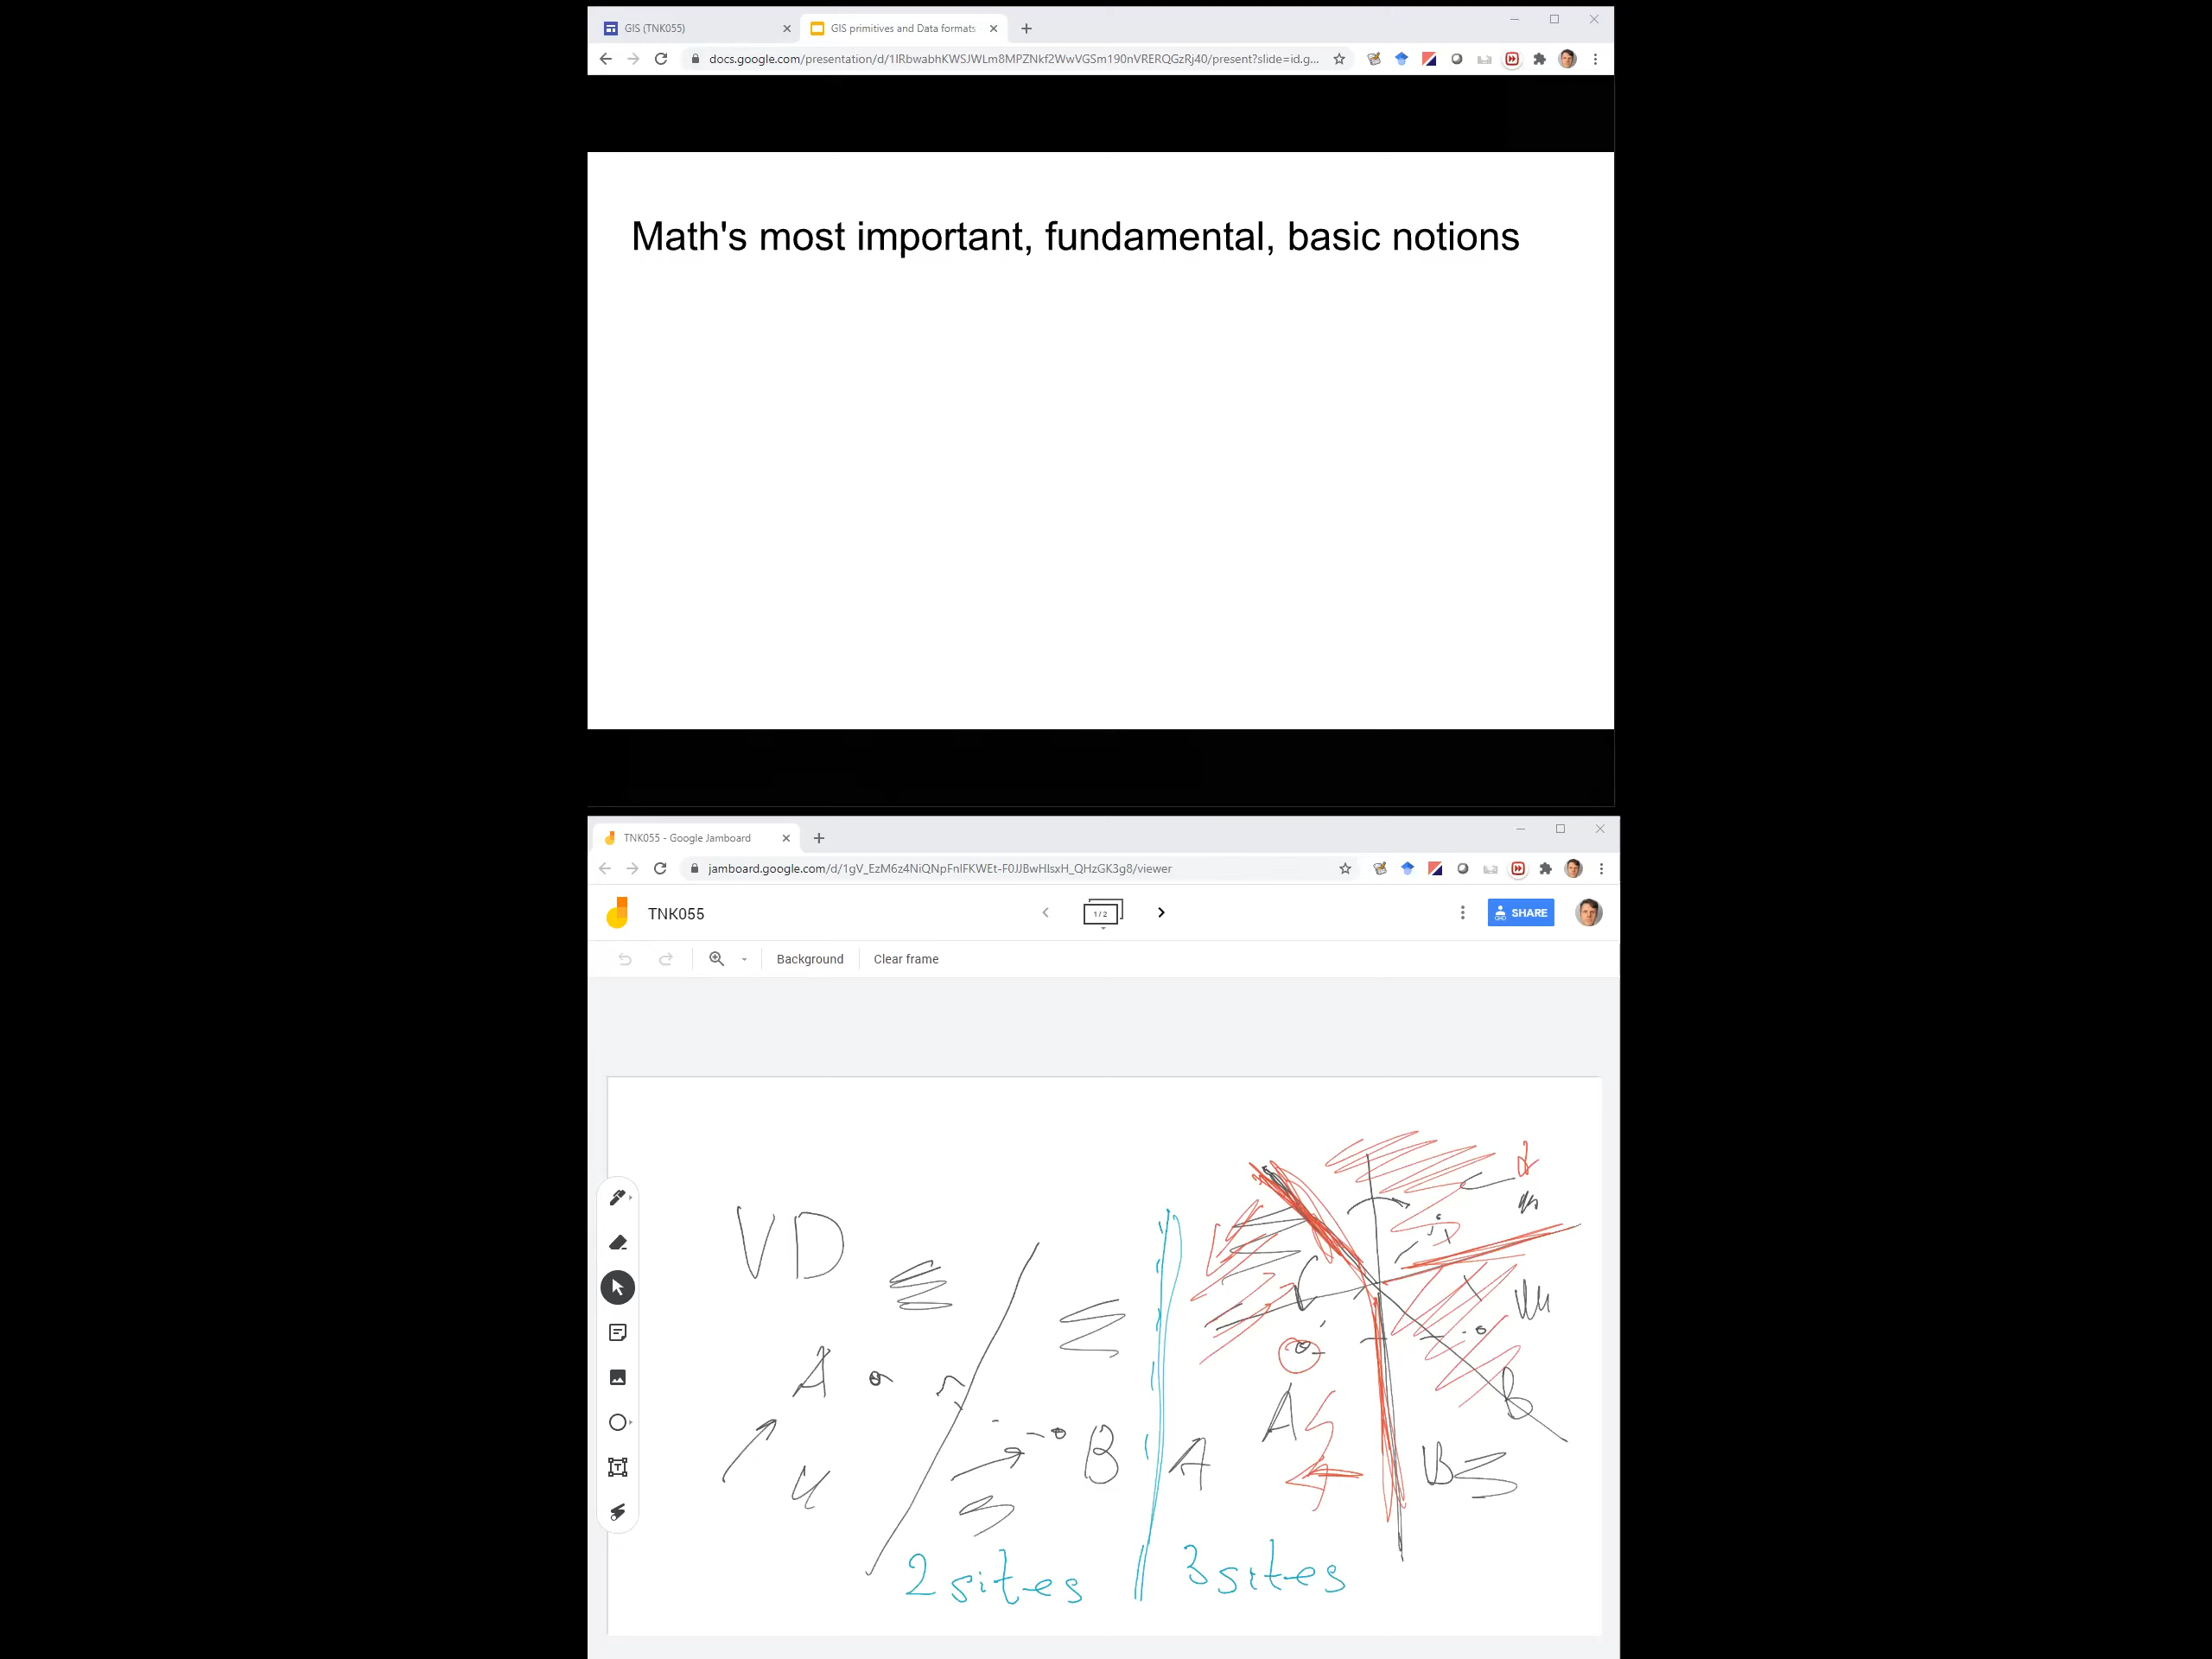 GIS (TNK055)
GIS primitives and Data formats
docs.google.com/presentation/d/1IRbwabhKWSJWLm8MPZNkf2WwVGSm190nVRERQGzRj40/present?slide=id.g...
Math's most important, fundamental, basic notions
TNK055 - Google Jamboard
jamboard.google.com/d/1gV_EzM6z4NiQNpFnIFKWEt-F0JJBwHlsxH_QHzGK3g8/viewer
TNK055
1/2
SHARE
Background
Clear frame
VD
A
B
A
A
B
B
2 sites
3 sites